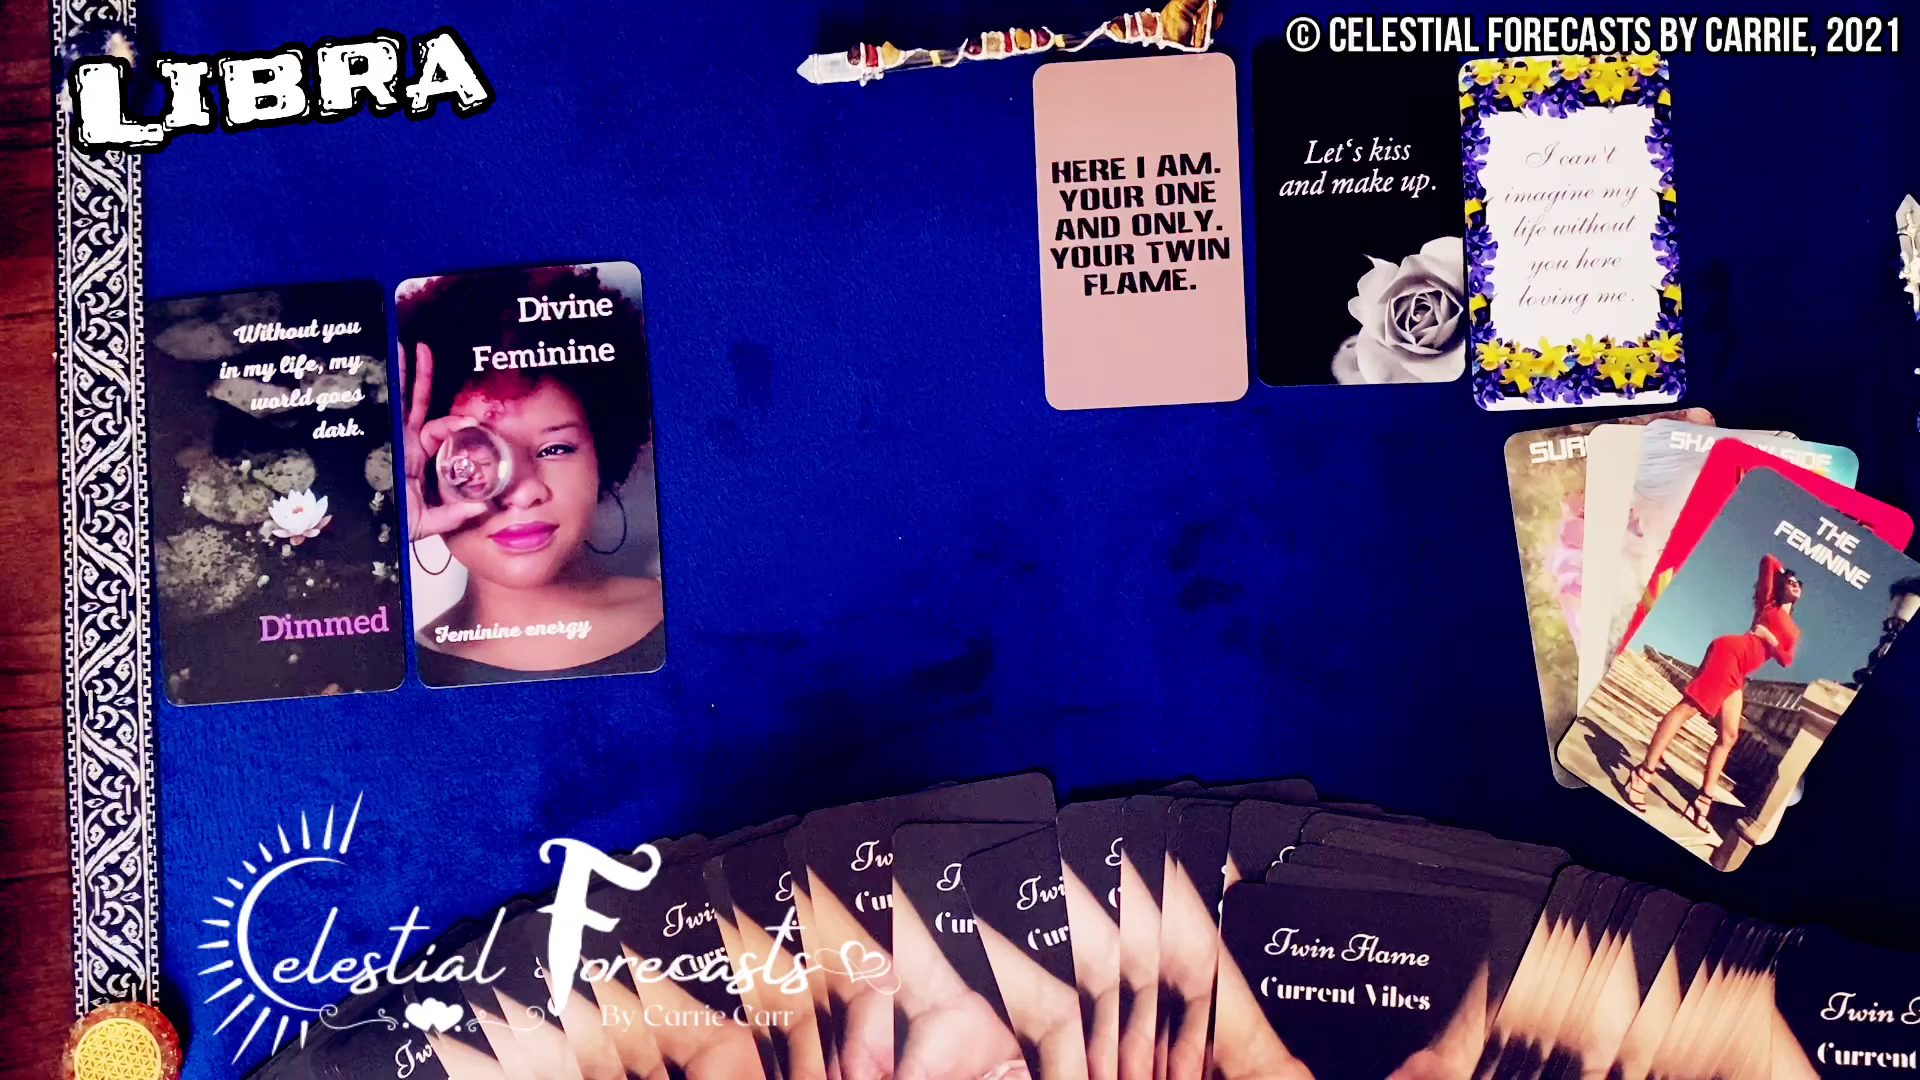 LIBRA
© CELESTIAL FORECASTS BY CARRIE, 2021
HERE I AM.
YOUR ONE
AND ONLY.
YOUR TWIN
FLAME.
Let's kiss
and make up.
I can't
imagine my
life without
you here
loving me.
Without you
in my life, my
world goes
dark.
Dimmed
Divine
Feminine
Feminine energy
THE
FEMININE
Celestial Forecasts
By Carrie Carr
Twin Flame
Current Vibes
Twin
Current